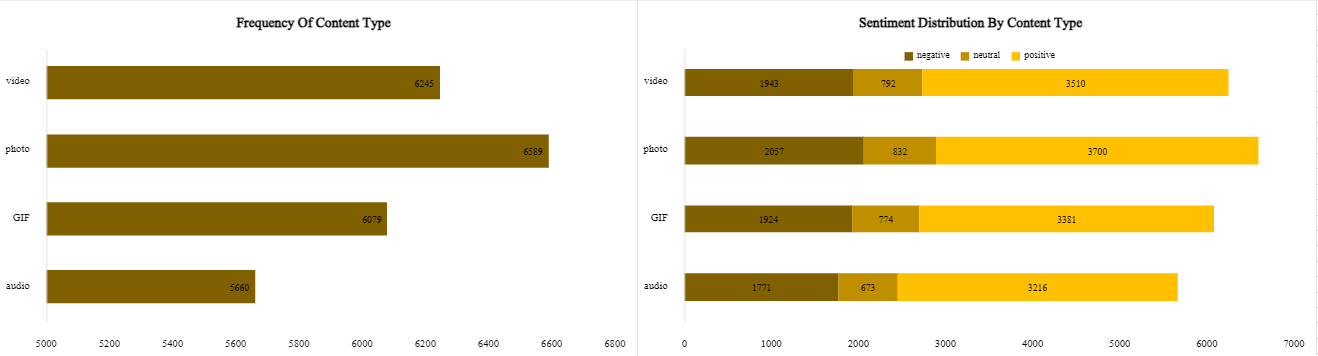 Frequency Of Content Type
video 6245
photo 6589
GIF 6079
audio 5660
5000 5200 5400 5600 5800 6000 6200 6400 6600 6800
Sentiment Distribution By Content Type
negative neutral positive
video 1943 792 3510
photo 2057 832 3700
GIF 1924 774 3381
audio 1771 673 3216
0 1000 2000 3000 4000 5000 6000 7000